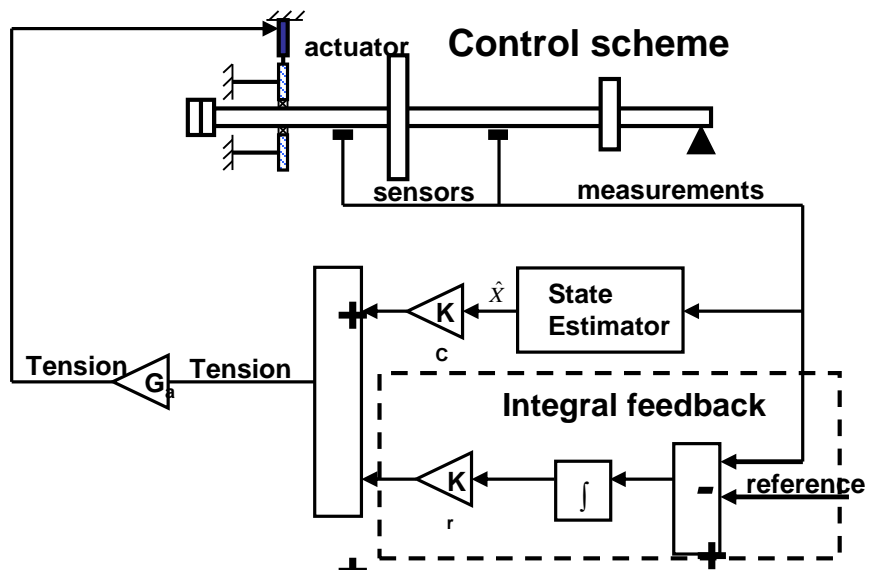 actuator
Control scheme
sensors
measurements
+
K
C
X̂
State
Estimator
Tension
G
a
Tension
Integral feedback
K
r
∫
-
reference
+
+